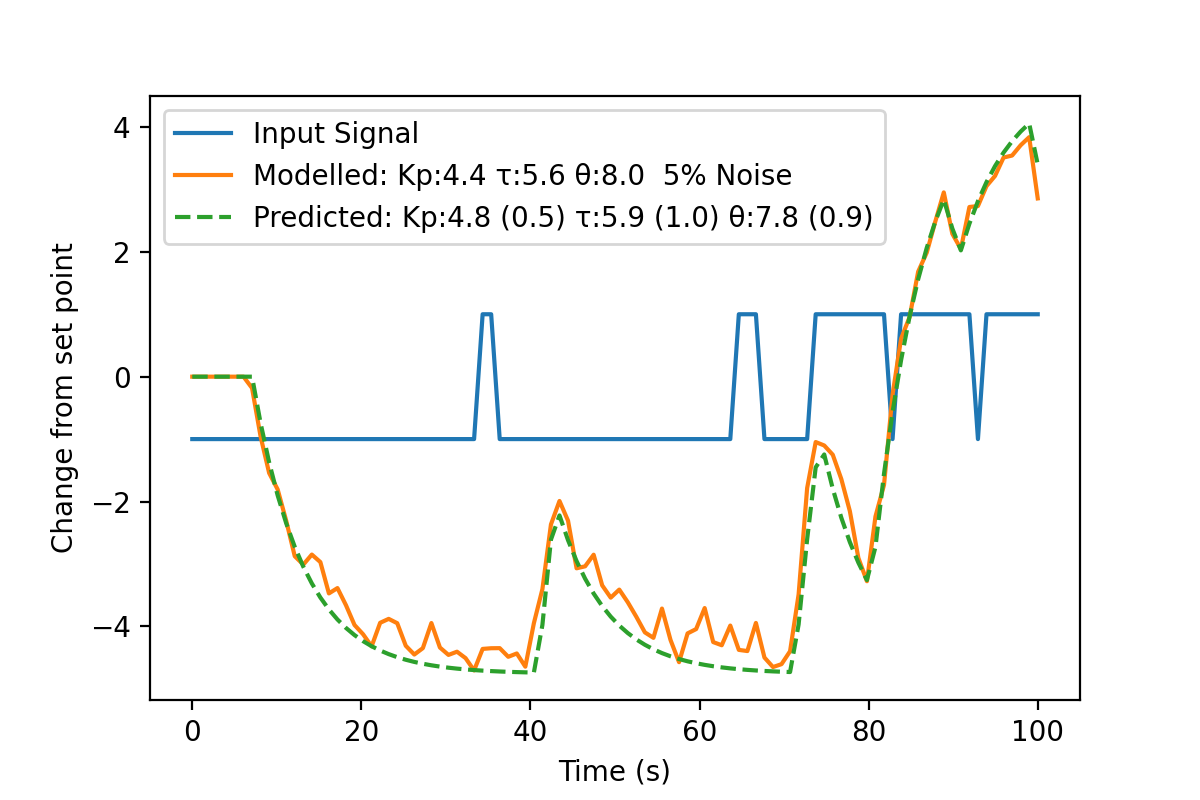 Input Signal
Modelled: Kp:4.4 τ:5.6 θ:8.0  5% Noise
Predicted: Kp:4.8 (0.5) τ:5.9 (1.0) θ:7.8 (0.9)
Change from set point
4
2
0
−2
−4
0 20 40 60 80 100
Time (s)